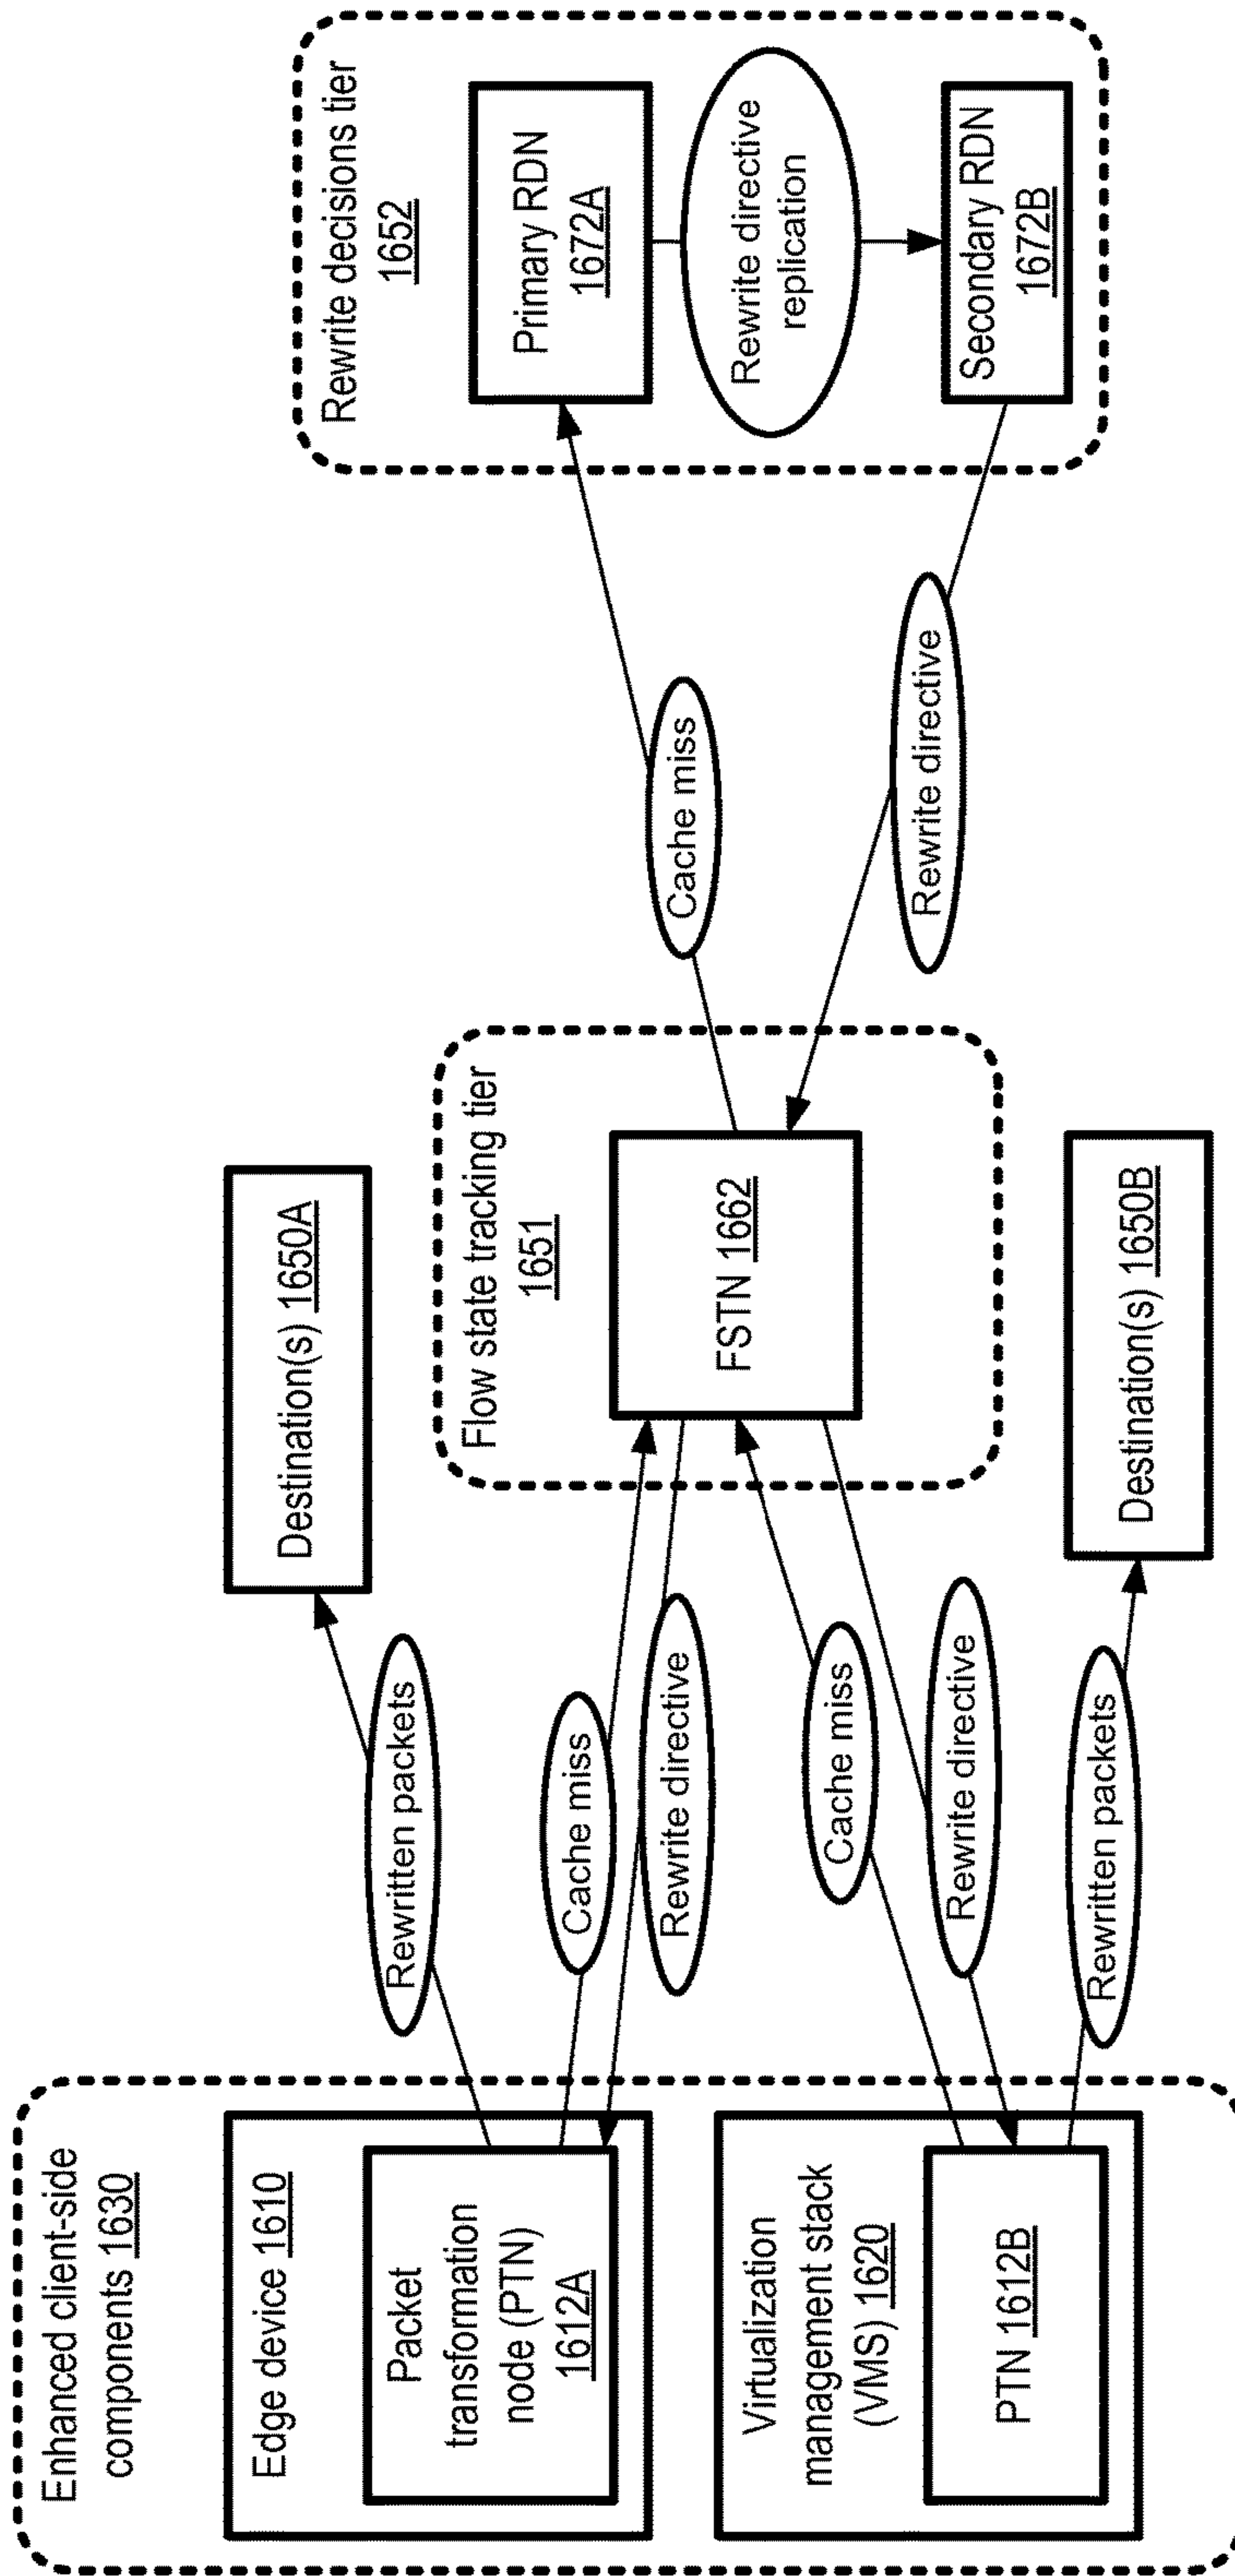 Enhanced client-side
components 1630
Edge device 1610
Packet
transformation
node (PTN)
1612A
Virtualization
management stack
(VMS) 1620
PTN 1612B
Rewritten packets
Cache miss
Rewrite directive
Cache miss
Rewrite directive
Rewritten packets
Destination(s) 1650A
Flow state tracking tier
1651
FSTN 1662
Destination(s) 1650B
Cache miss
Rewrite directive
Rewrite decisions tier
1652
Primary RDN
1672A
Rewrite directive
replication
Secondary RDN
1672B